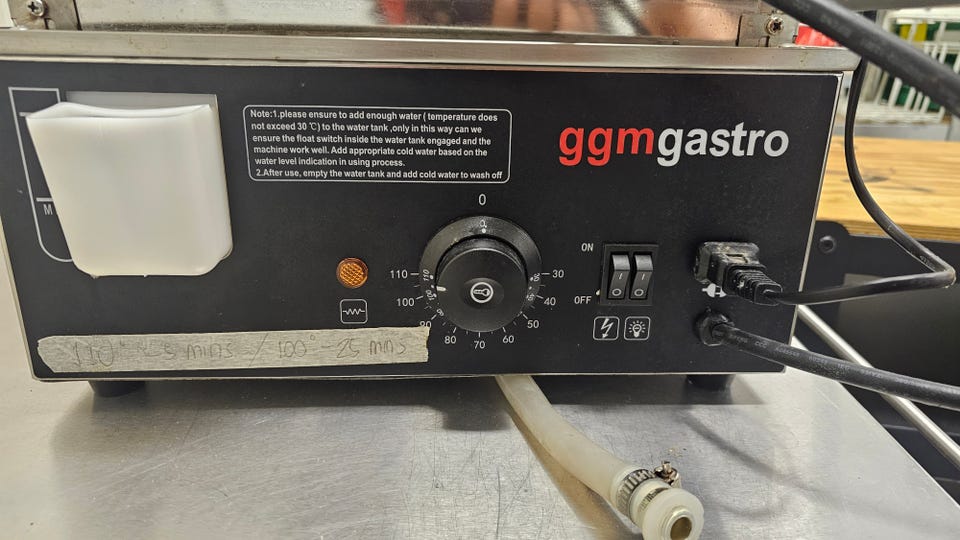 Note:1.please ensure to add enough water ( temperature does
not exceed 30 ℃) to the water tank ,only in this way can we
ensure the float switch inside the water tank engaged and the
machine work well. Add appropriate cold water based on the
water level indication in using process.
2.After use, empty the water tank and add cold water to wash off
ggmgastro
M
0
110
30
100
40
90
50
80
60
70
110
100
ON
OFF
110° - 5 mins / 100° - 25 mns